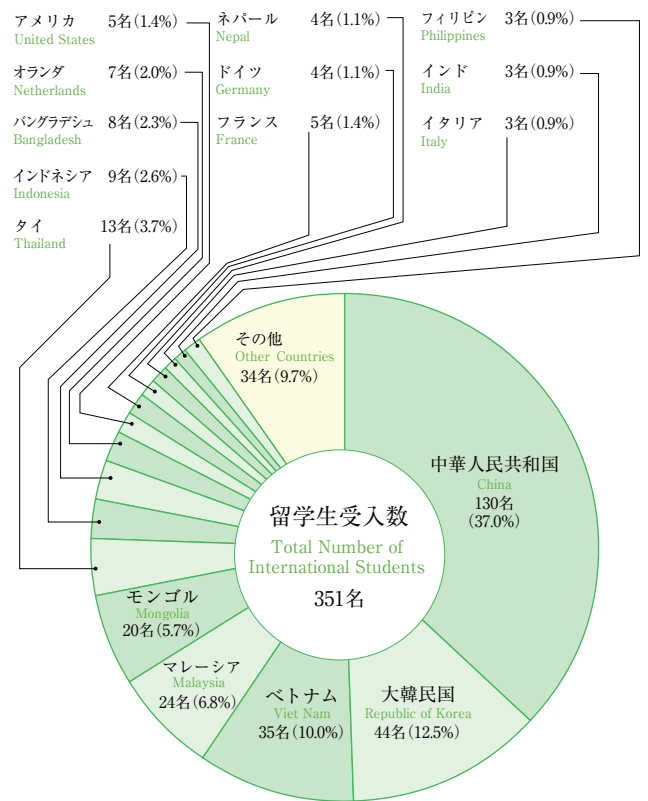 アメリカ 5名(1.4%)
United States
オランダ 7名(2.0%)
Netherlands
バングラデシュ 8名(2.3%)
Bangladesh
インドネシア 9名(2.6%)
Indonesia
タイ 13名(3.7%)
Thailand
ネパール 4名(1.1%)
Nepal
ドイツ 4名(1.1%)
Germany
フランス 5名(1.4%)
France
フィリピン 3名(0.9%)
Philippines
インド 3名(0.9%)
India
イタリア 3名(0.9%)
Italy
その他
Other Countries
34名(9.7%)
中華人民共和国
China
130名
(37.0%)
留学生受入数
Total Number of
International Students
351名
モンゴル
Mongolia
20名(5.7%)
マレーシア
Malaysia
24名(6.8%)
ベトナム
Viet Nam
35名(10.0%)
大韓民国
Republic of Korea
44名(12.5%)